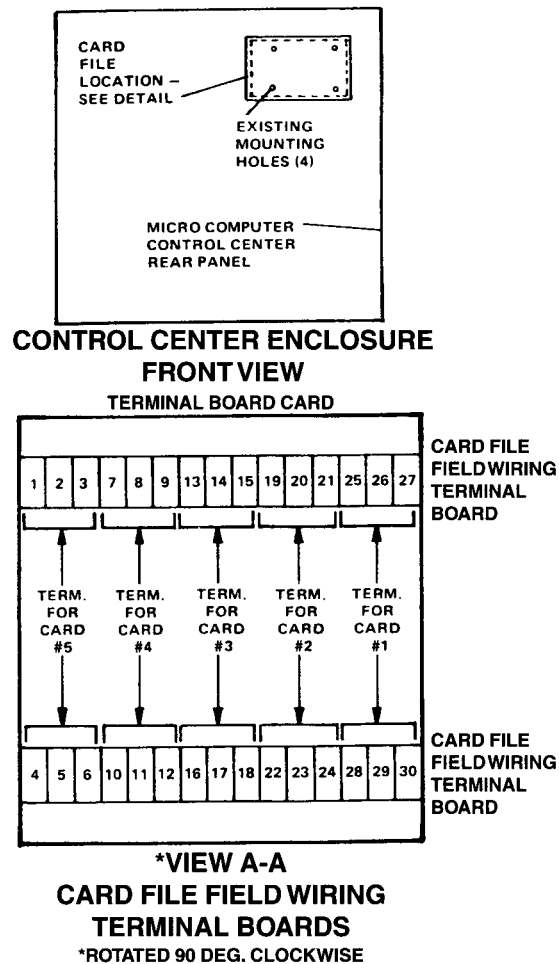 CARD
FILE
LOCATION –
SEE DETAIL
EXISTING
MOUNTING
HOLES (4)
MICRO COMPUTER
CONTROL CENTER
REAR PANEL
CONTROL CENTER ENCLOSURE
FRONT VIEW
TERMINAL BOARD CARD
1 2 3 7 8 9 13 14 15 19 20 21 25 26 27
CARD FILE
FIELD WIRING
TERMINAL
BOARD
TERM.
FOR
CARD
#5
TERM.
FOR
CARD
#4
TERM.
FOR
CARD
#3
TERM.
FOR
CARD
#2
TERM.
FOR
CARD
#1
4 5 6 10 11 12 16 17 18 22 23 24 28 29 30
CARD FILE
FIELD WIRING
TERMINAL
BOARD
*VIEW A-A
CARD FILE FIELD WIRING
TERMINAL BOARDS
*ROTATED 90 DEG. CLOCKWISE